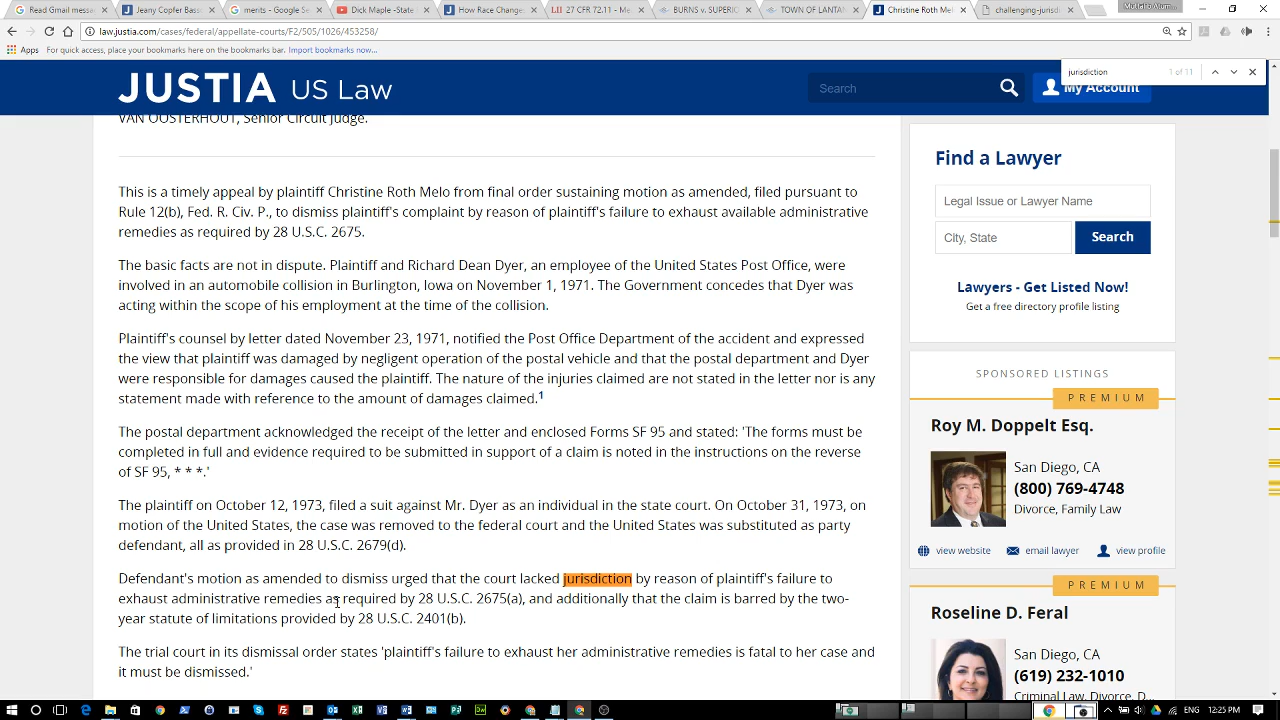 Read Gmail messa
Jeany Copfer Bass
merits - Google Se
Dick Maple -State
How Race Change
27 CFR 72.11 - Me
BURNS v. SUPERIO
TOWN OF LANTAN
Christine Roth Mel
challenging-jurisdi
law.justia.com/cases/federal/appellate-courts/F2/505/1026/453258/
Apps For quick access, place your bookmarks here on the bookmarks bar. Import bookmarks now...
jurisdiction 1 of 11
JUSTIA US Law
Search
My Account
VAN OOSTERHOUT, Senior Circuit Judge.
This is a timely appeal by plaintiff Christine Roth Melo from final order sustaining motion as amended, filed pursuant to
Rule 12(b), Fed. R. Civ. P., to dismiss plaintiff's complaint by reason of plaintiff's failure to exhaust available administrative
remedies as required by 28 U.S.C. 2675.
The basic facts are not in dispute. Plaintiff and Richard Dean Dyer, an employee of the United States Post Office, were
involved in an automobile collision in Burlington, Iowa on November 1, 1971. The Government concedes that Dyer was
acting within the scope of his employment at the time of the collision.
Plaintiff's counsel by letter dated November 23, 1971, notified the Post Office Department of the accident and expressed
the view that plaintiff was damaged by negligent operation of the postal vehicle and that the postal department and Dyer
were responsible for damages caused the plaintiff. The nature of the injuries claimed are not stated in the letter nor is any
statement made with reference to the amount of damages claimed.1
The postal department acknowledged the receipt of the letter and enclosed Forms SF 95 and stated: 'The forms must be
completed in full and evidence required to be submitted in support of a claim is noted in the instructions on the reverse
of SF 95, * * *.'
The plaintiff on October 12, 1973, filed a suit against Mr. Dyer as an individual in the state court. On October 31, 1973, on
motion of the United States, the case was removed to the federal court and the United States was substituted as party
defendant, all as provided in 28 U.S.C. 2679(d).
Defendant's motion as amended to dismiss urged that the court lacked jurisdiction by reason of plaintiff's failure to
exhaust administrative remedies as required by 28 U.S.C. 2675(a), and additionally that the claim is barred by the two-
year statute of limitations provided by 28 U.S.C. 2401(b).
The trial court in its dismissal order states 'plaintiff's failure to exhaust her administrative remedies is fatal to her case and
it must be dismissed.'
Find a Lawyer
Legal Issue or Lawyer Name
City, State
Search
Lawyers - Get Listed Now!
Get a free directory profile listing
SPONSORED LISTINGS
PREMIUM
Roy M. Doppelt Esq.
San Diego, CA
(800) 769-4748
Divorce, Family Law
view website email lawyer view profile
PREMIUM
Roseline D. Feral
San Diego, CA
(619) 232-1010
Criminal Law, Divorce, D
ENG 12:25 PM